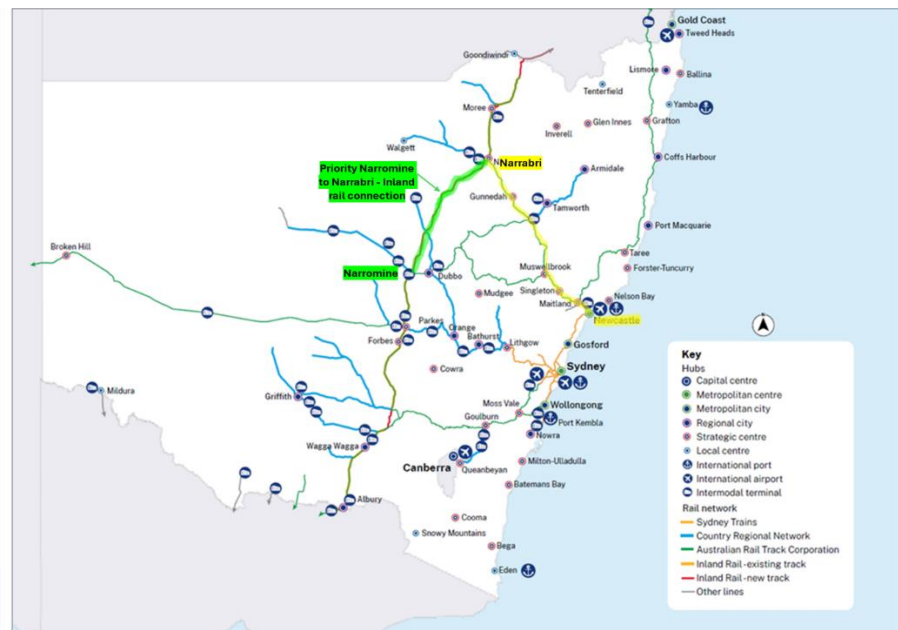 Gold Coast
Tweed Heads
Goondiwindi
Lismore
Ballina
Tenterfield
Yamba
Moree
Inverell
Glen Innes
Grafton
Walgett
Narrabri
Armidale
Coffs Harbour
Priority Narromine
to Narrabri - Inland
rail connection
Gunnedah
Tamworth
Port Macquarie
Broken Hill
Taree
Forster-Tuncurry
Narromine
Dubbo
Muswellbrook
Mudgee
Singleton
Maitland
Nelson Bay
Newcastle
Parkes
Orange
Bathurst
Lithgow
Forbes
Gosford
Cowra
Sydney
Mildura
Griffith
Moss Vale
Wollongong
Goulburn
Port Kembla
Nowra
Wagga Wagga
Canberra
Queanbeyan
Milton-Ulladulla
Batemans Bay
Albury
Cooma
Snowy Mountains
Bega
Eden
Key
Hubs
Capital centre
Metropolitan centre
Metropolitan city
Regional city
Strategic centre
Local centre
International port
International airport
Intermodal terminal
Rail network
Sydney Trains
Country Regional Network
Australian Rail Track Corporation
Inland Rail - existing track
Inland Rail - new track
Other lines